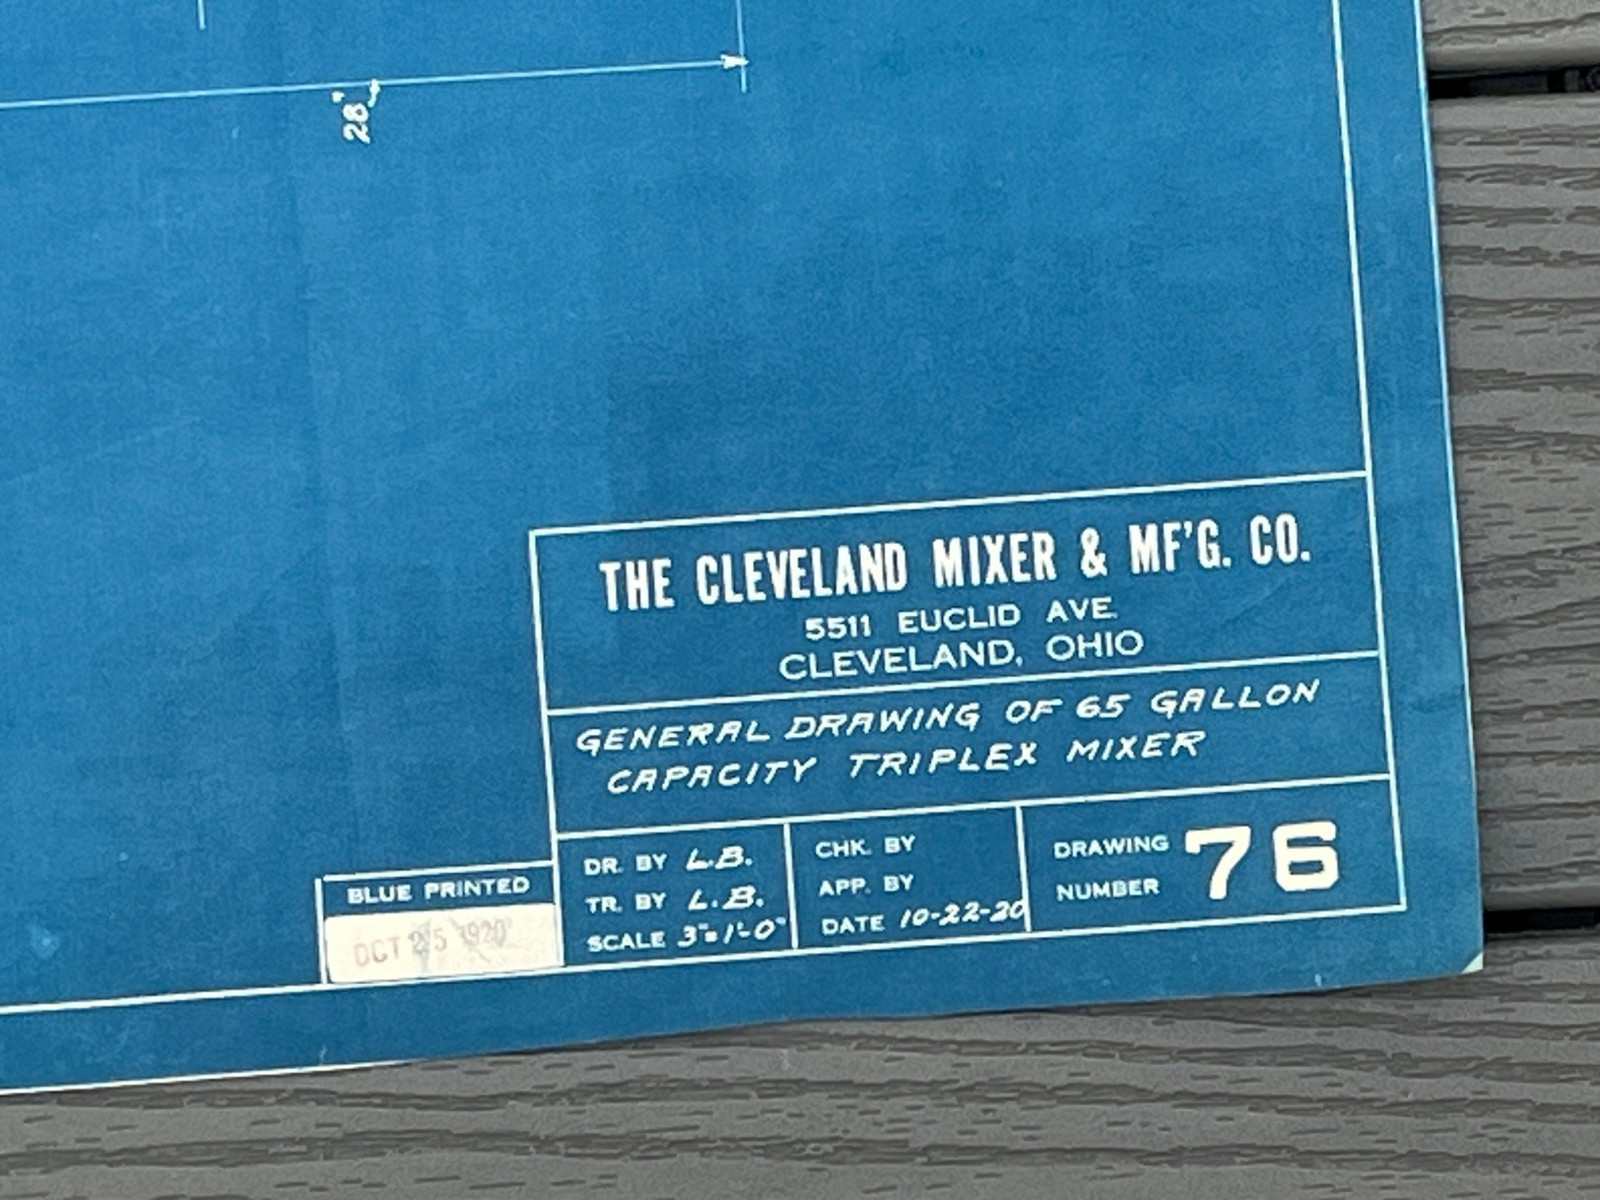 28"
THE CLEVELAND MIXER & MF'G. CO.
5511 EUCLID AVE.
CLEVELAND, OHIO
GENERAL DRAWING OF 65 GALLON
CAPACITY TRIPLEX MIXER
BLUE PRINTED
OCT 25 1920
DR. BY L.B.
TR. BY L.B.
SCALE 3"=1'-0"
CHK. BY
APP. BY
DATE 10-22-20
DRAWING
NUMBER
76